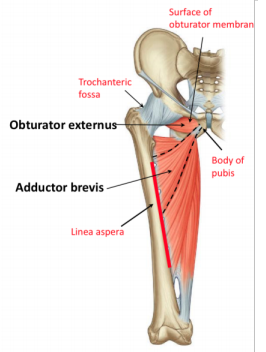 Surface of
obturator membran
Trochanteric
fossa
Obturator externus
Body of
pubis
Adductor brevis
Linea aspera